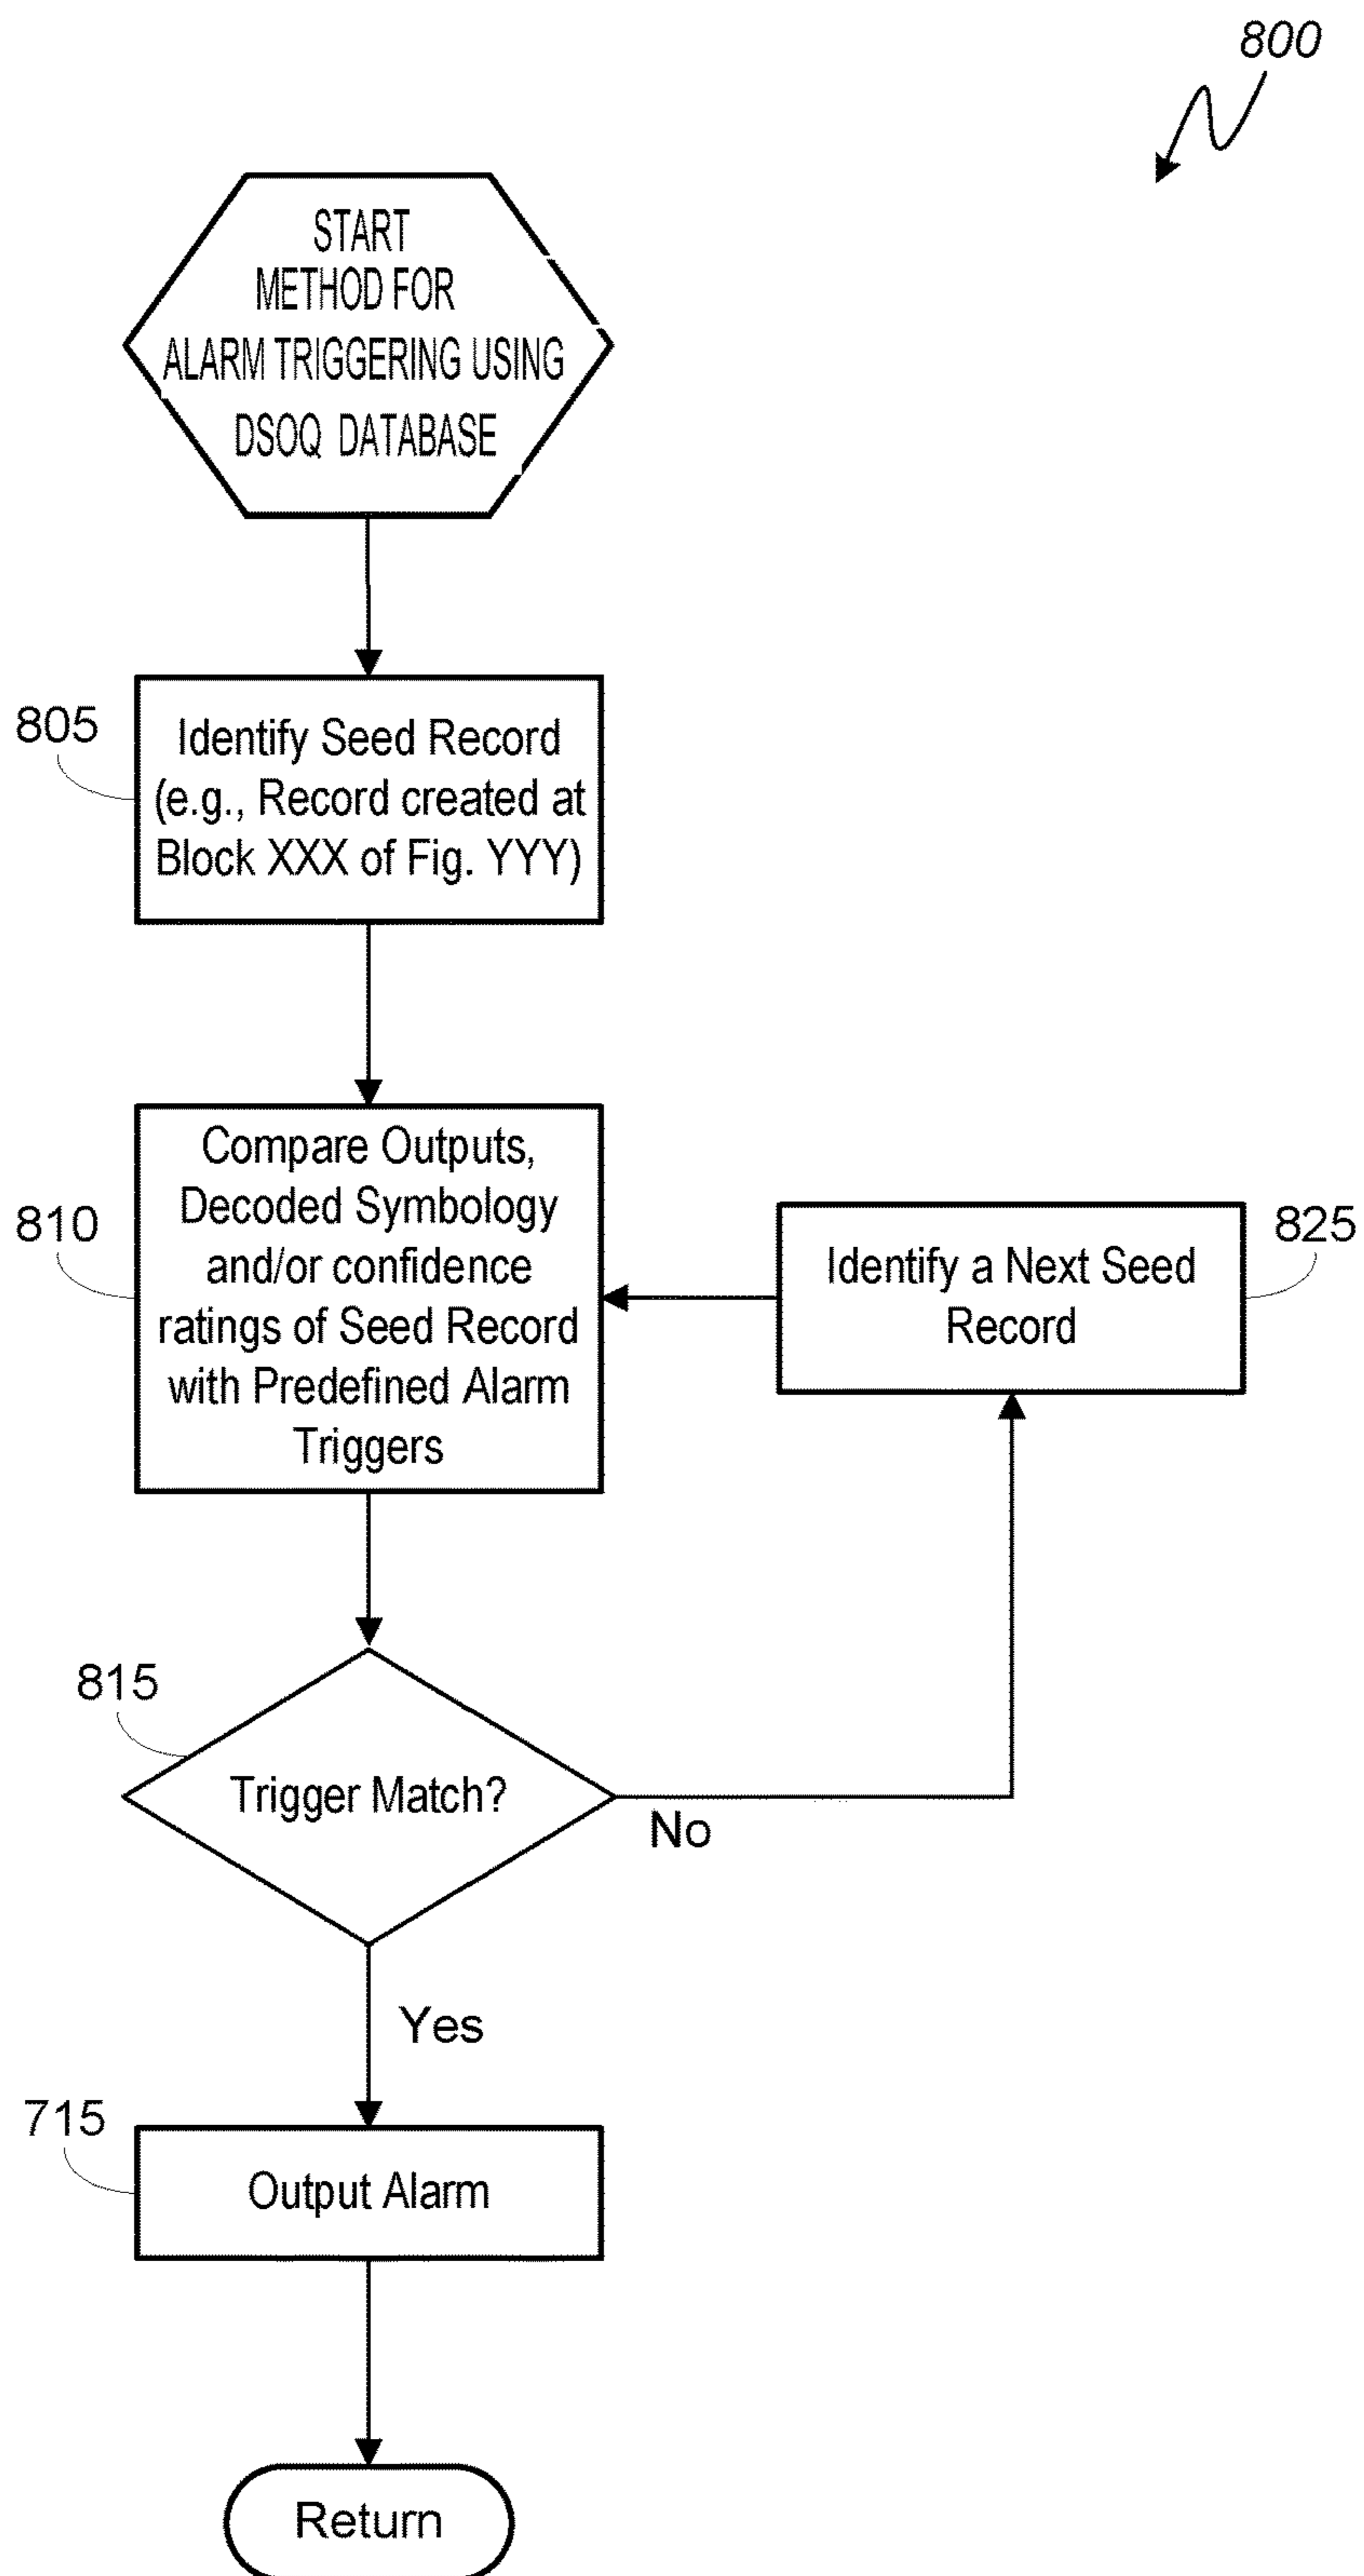 800
START
METHOD FOR
ALARM TRIGGERING USING
DSOQ DATABASE
805
Identify Seed Record
(e.g., Record created at
Block XXX of Fig. YYY)
810
Compare Outputs,
Decoded Symbology
and/or confidence
ratings of Seed Record
with Predefined Alarm
Triggers
825
Identify a Next Seed
Record
815
Trigger Match?
No
Yes
715
Output Alarm
Return